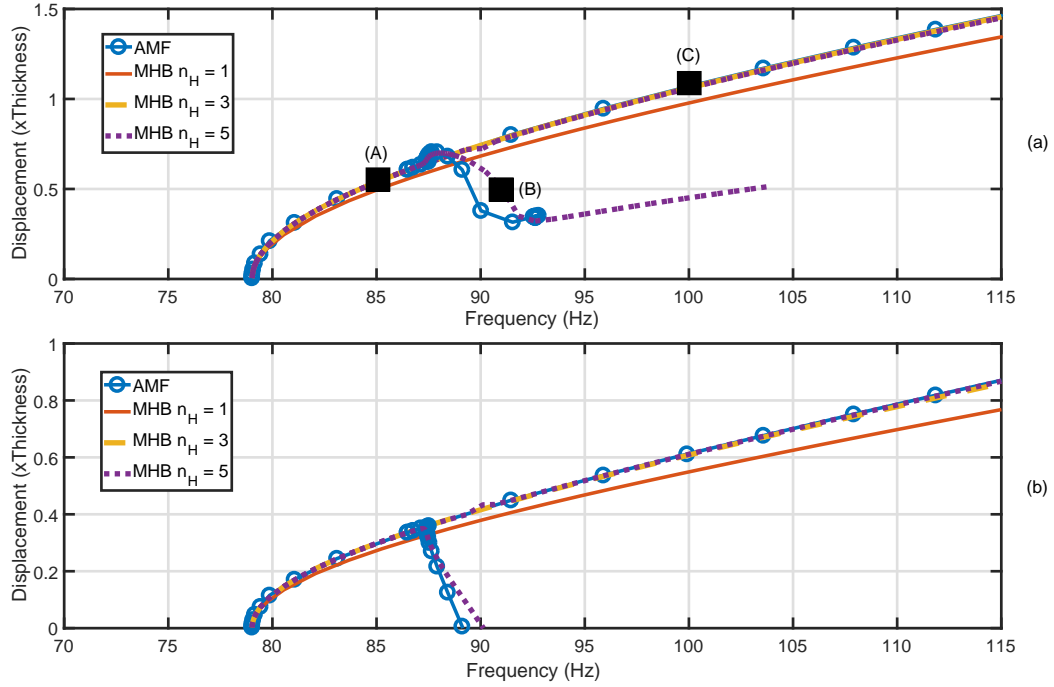 1.5
1
0.5
0
Displacement (xThickness)
AMF
MHB n_H = 1
MHB n_H = 3
MHB n_H = 5
(A)
(B)
(C)
(a)
70 75 80 85 90 95 100 105 110 115
Frequency (Hz)
1
0.8
0.6
0.4
0.2
0
Displacement (xThickness)
AMF
MHB n_H = 1
MHB n_H = 3
MHB n_H = 5
(b)
70 75 80 85 90 95 100 105 110 115
Frequency (Hz)